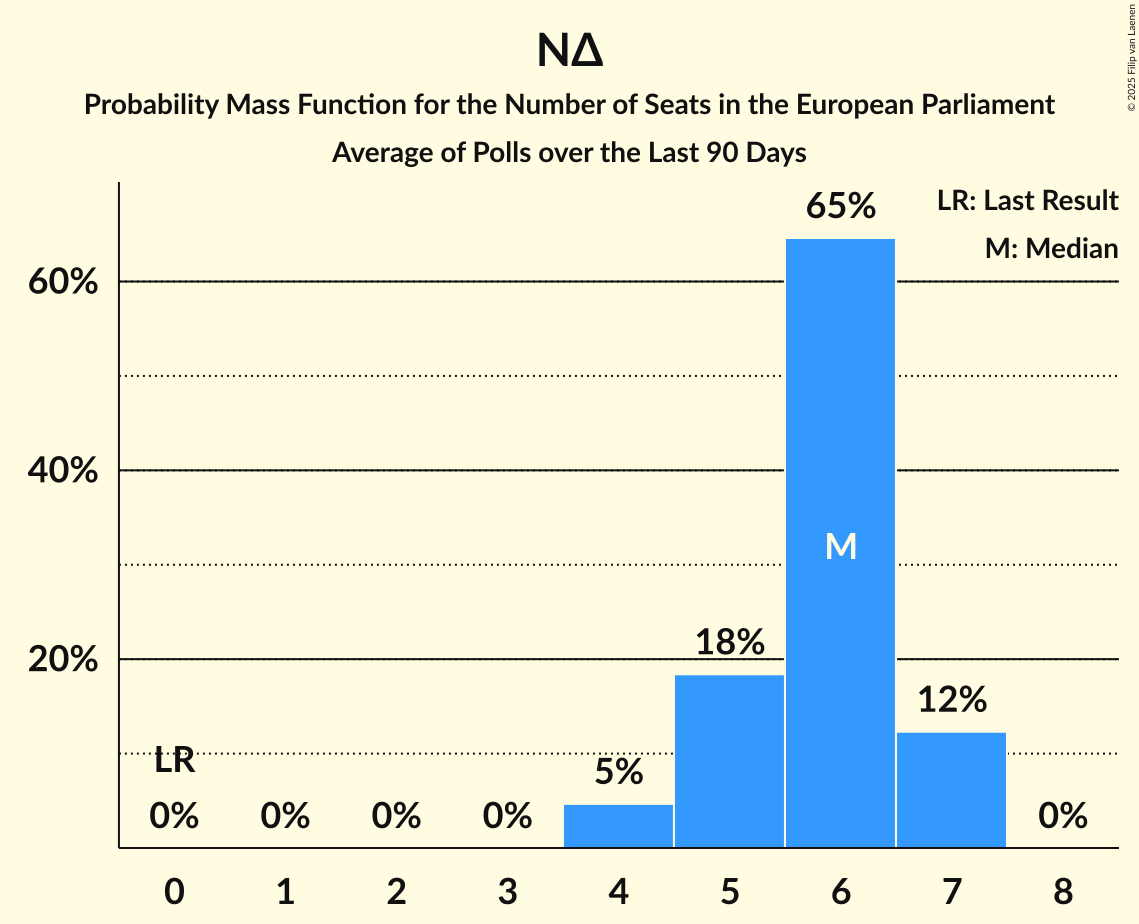 © 2025 Filip van Laenen
ΝΔ
Probability Mass Function for the Number of Seats in the European Parliament
Average of Polls over the Last 90 Days
LR: Last Result
M: Median
65%
60%
40%
M
18%
20%
12%
LR
5%
0% 0% 0% 0% 0%
0 1 2 3 4 5 6 7 8